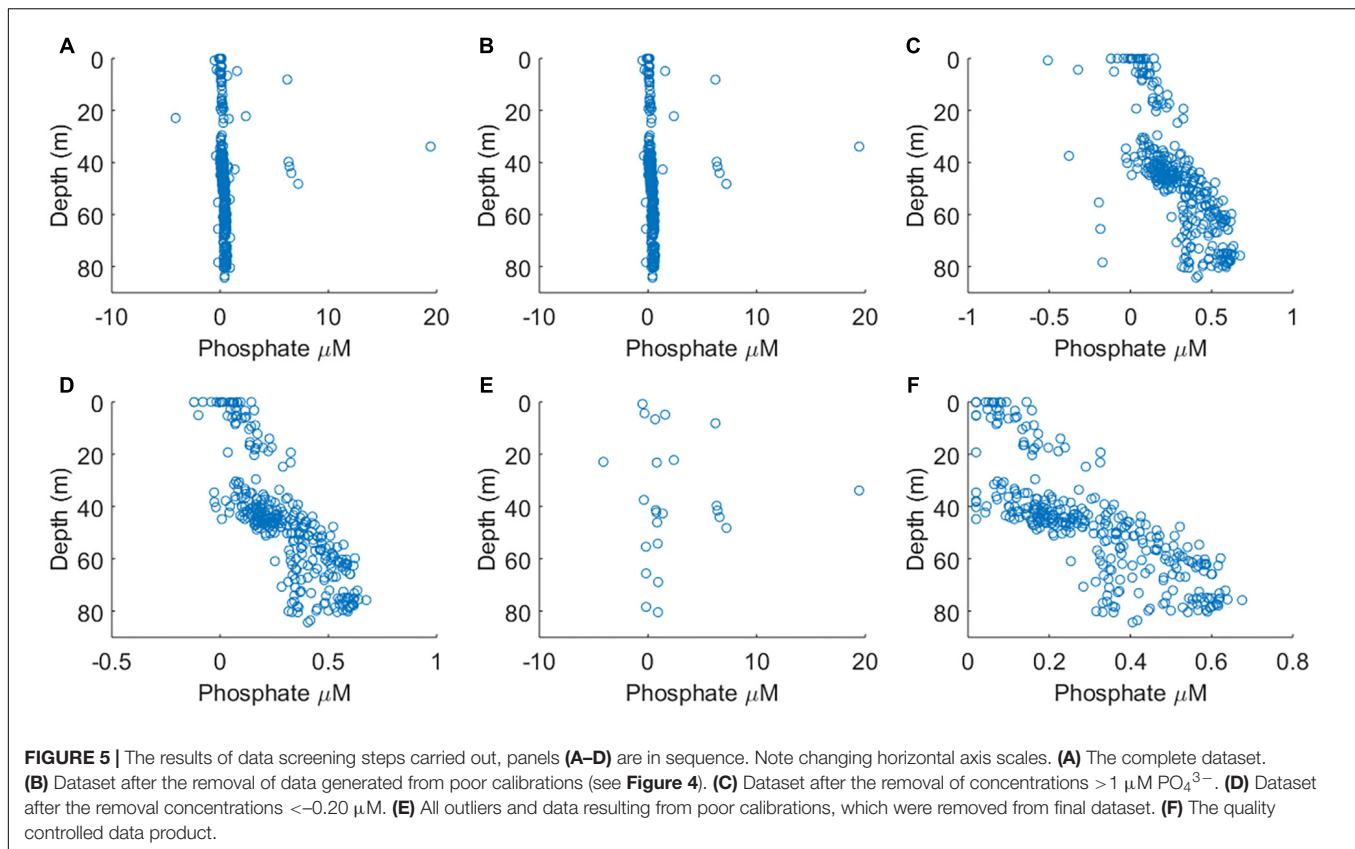 A
0
20
40
60
80
Depth (m)
-10 0 10 20
Phosphate μM
B
0
20
40
60
80
Depth (m)
-10 0 10 20
Phosphate μM
C
0
20
40
60
80
Depth (m)
-1 -0.5 0 0.5 1
Phosphate μM
D
0
20
40
60
80
Depth (m)
-0.5 0 0.5 1
Phosphate μM
E
0
20
40
60
80
Depth (m)
-10 0 10 20
Phosphate μM
F
0
20
40
60
80
Depth (m)
0 0.2 0.4 0.6 0.8
Phosphate μM
FIGURE 5 | The results of data screening steps carried out, panels (A–D) are in sequence. Note changing horizontal axis scales. (A) The complete dataset.
(B) Dataset after the removal of data generated from poor calibrations (see Figure 4). (C) Dataset after the removal of concentrations >1 μM PO₄³⁻. (D) Dataset
after the removal concentrations <–0.20 μM. (E) All outliers and data resulting from poor calibrations, which were removed from final dataset. (F) The quality
controlled data product.